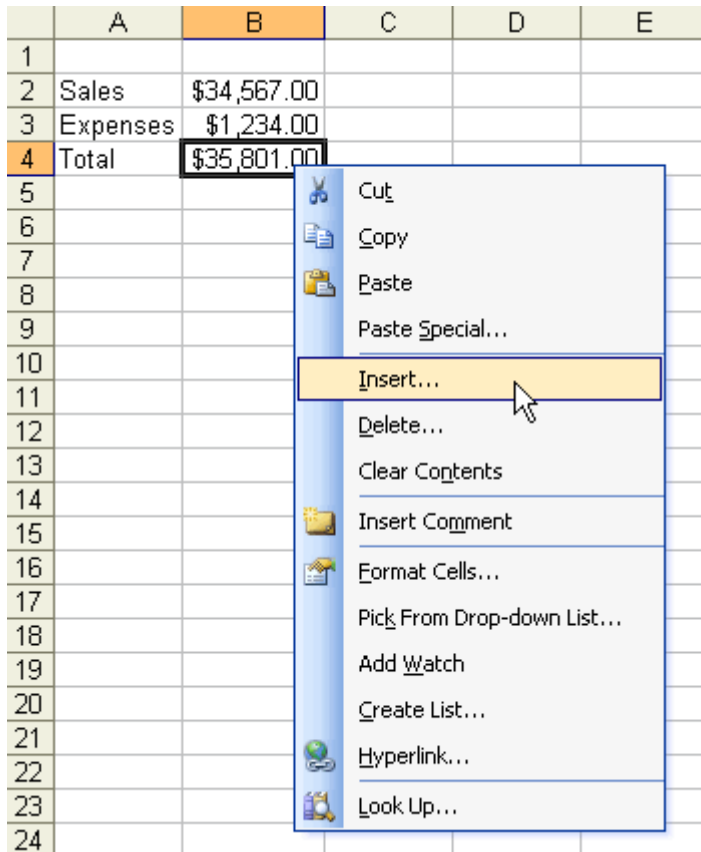 A B C D E
1
2 Sales $34,567.00
3 Expenses $1,234.00
4 Total $35,801.00
5
6
7
8
9
10
11
12
13
14
15
16
17
18
19
20
21
22
23
24
Cut
Copy
Paste
Paste Special...
Insert...
Delete...
Clear Contents
Insert Comment
Format Cells...
Pick From Drop-down List...
Add Watch
Create List...
Hyperlink...
Look Up...